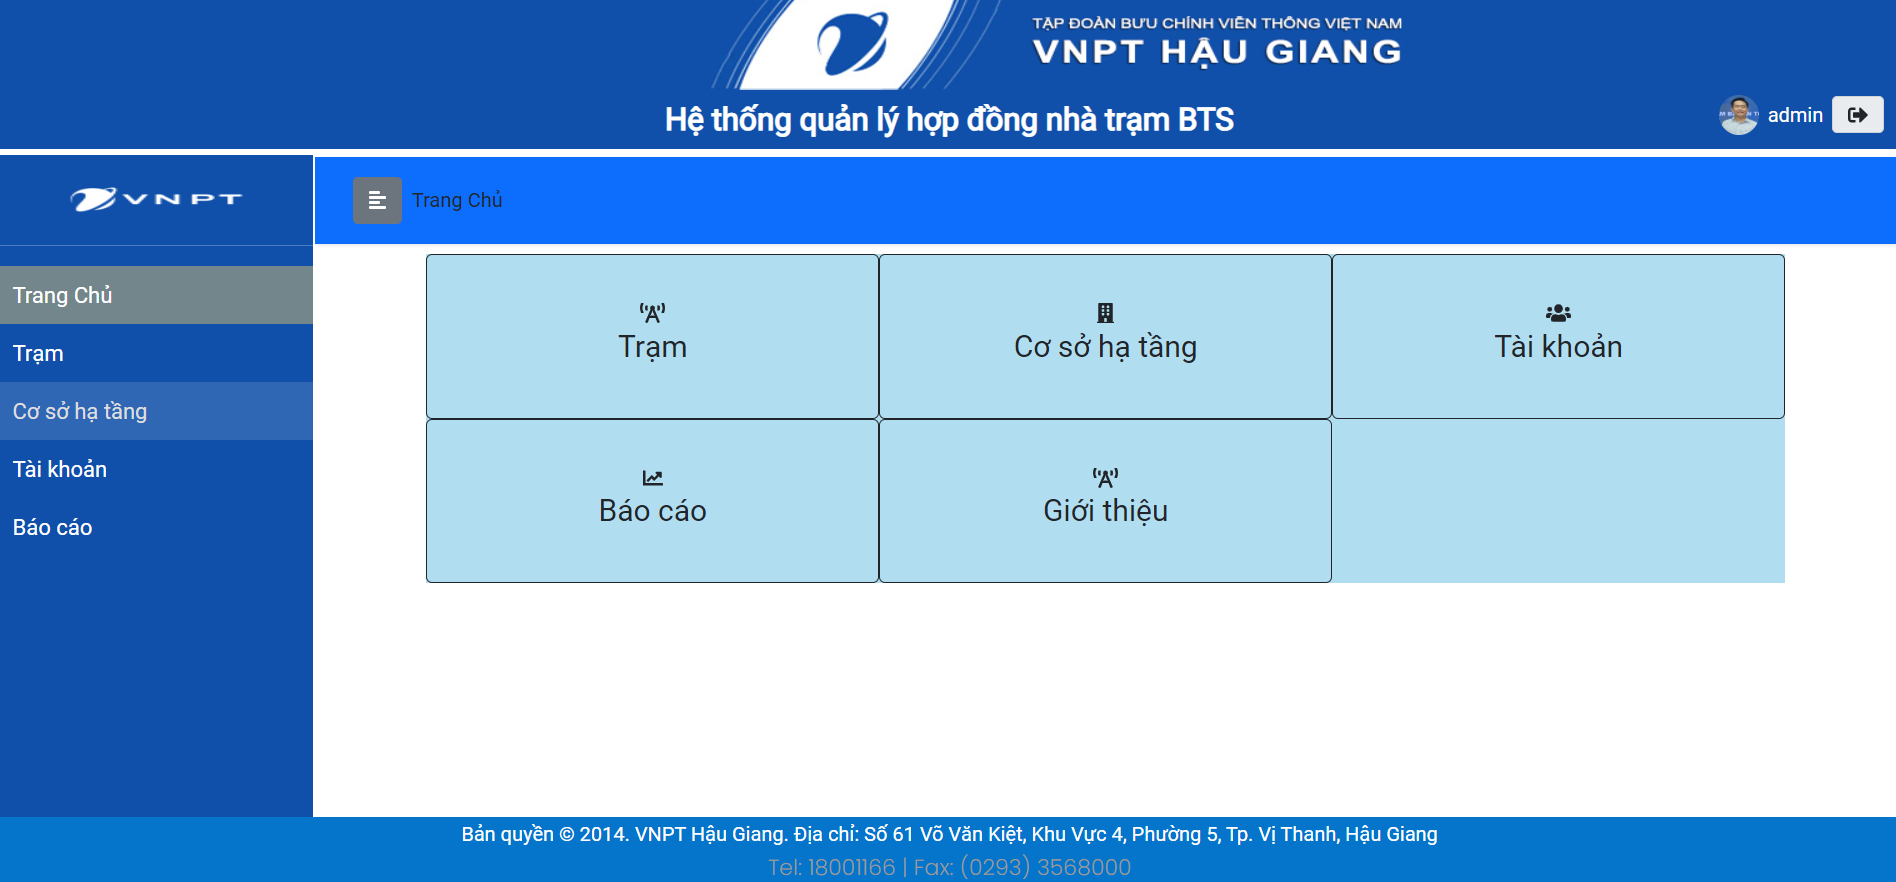 TẬP ĐOÀN BƯU CHÍNH VIỄN THÔNG VIỆT NAM
VNPT HẬU GIANG
Hệ thống quản lý hợp đồng nhà trạm BTS
admin
VNPT
Trang Chủ
Trang Chủ
Trạm
Cơ sở hạ tầng
Tài khoản
Báo cáo
Trạm
Cơ sở hạ tầng
Tài khoản
Báo cáo
Giới thiệu
Bản quyền © 2014. VNPT Hậu Giang. Địa chỉ: Số 61 Võ Văn Kiệt, Khu Vực 4, Phường 5, Tp. Vị Thanh, Hậu Giang
Tel: 18001166 | Fax: (0293) 3568000